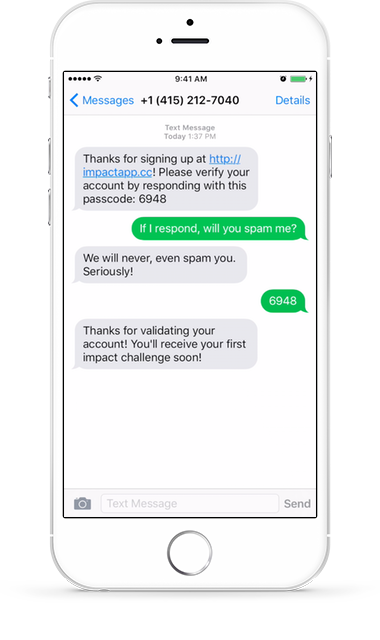 9:41 AM
Messages +1 (415) 212-7040 Details
Text Message
Today 1:37 PM
Thanks for signing up at http://
impactapp.cc! Please verify your
account by responding with this
passcode: 6948
If I respond, will you spam me?
We will never, even spam you.
Seriously!
6948
Thanks for validating your
account! You'll receive your first
impact challenge soon!
Text Message Send